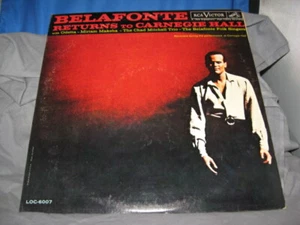 BELAFONTE
RCA VICTOR
RETURNS TO CARNEGIE HALL
with Odetta · Miriam Makeba · The Chad Mitchell Trio · The Belafonte Folk Singers
LOC-6007